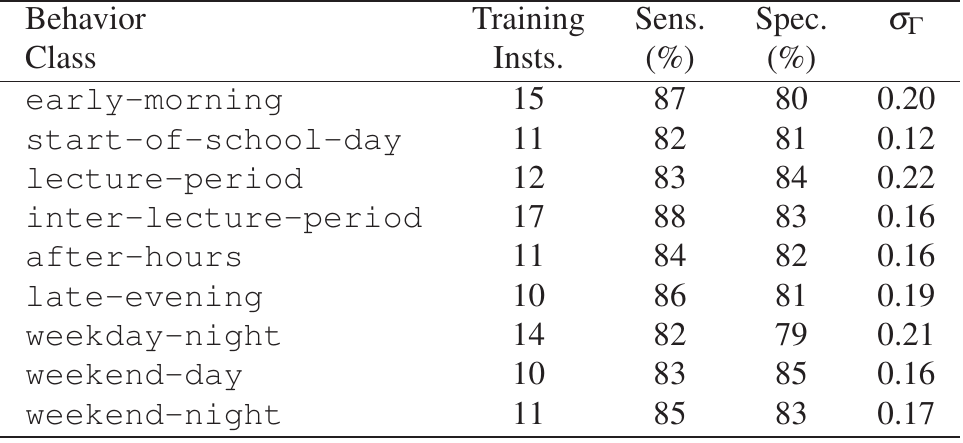 Behavior Training Sens. Spec. σΓ
Class Insts. (%) (%)
early-morning 15 87 80 0.20
start-of-school-day 11 82 81 0.12
lecture-period 12 83 84 0.22
inter-lecture-period 17 88 83 0.16
after-hours 11 84 82 0.16
late-evening 10 86 81 0.19
weekday-night 14 82 79 0.21
weekend-day 10 83 85 0.16
weekend-night 11 85 83 0.17